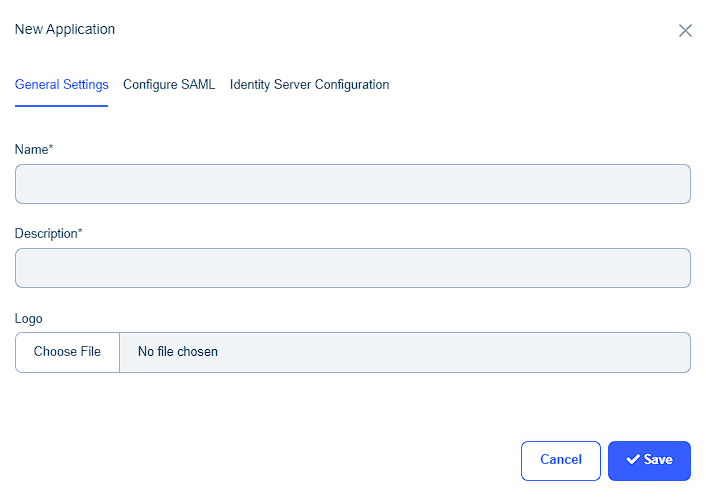 New Application
General Settings Configure SAML Identity Server Configuration
Name*
Description*
Logo
Choose File No file chosen
Cancel Save